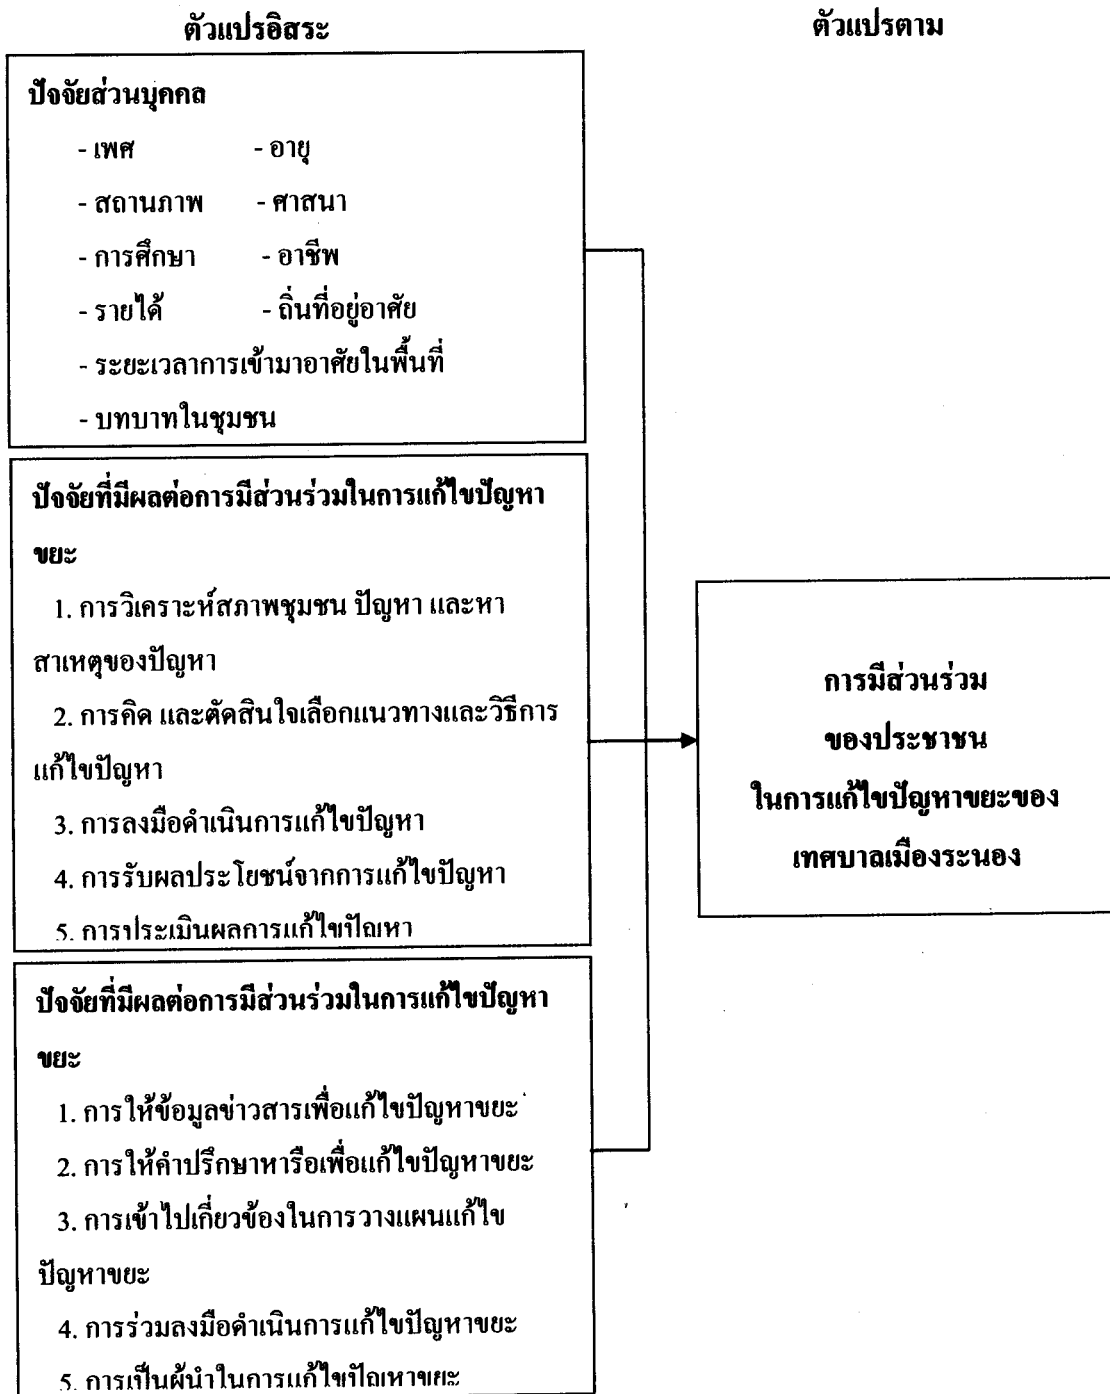 ตัวแปรอิสระ
ตัวแปรตาม
ปัจจัยส่วนบุคคล
- เพศ - อายุ
- สถานภาพ - ศาสนา
- การศึกษา - อาชีพ
- รายได้ - ถิ่นที่อยู่อาศัย
- ระยะเวลาการเข้ามาอาศัยในพื้นที่
- บทบาทในชุมชน
ปัจจัยที่มีผลต่อการมีส่วนร่วมในการแก้ไขปัญหา
ขยะ
1. การวิเคราะห์สภาพชุมชน ปัญหา และหา
สาเหตุของปัญหา
2. การคิด และตัดสินใจเลือกแนวทางและวิธีการ
แก้ไขปัญหา
3. การลงมือดำเนินการแก้ไขปัญหา
4. การรับผลประโยชน์จากการแก้ไขปัญหา
5. การประเมินผลการแก้ไขปัญหา
ปัจจัยที่มีผลต่อการมีส่วนร่วมในการแก้ไขปัญหา
ขยะ
1. การให้ข้อมูลข่าวสารเพื่อแก้ไขปัญหาขยะ
2. การให้คำปรึกษาหารือเพื่อแก้ไขปัญหาขยะ
3. การเข้าไปเกี่ยวข้องในการวางแผนแก้ไข
ปัญหาขยะ
4. การร่วมลงมือดำเนินการแก้ไขปัญหาขยะ
5. การเป็นผู้นำในการแก้ไขปัญหาขยะ
การมีส่วนร่วม
ของประชาชน
ในการแก้ไขปัญหาขยะของ
เทศบาลเมืองระนอง